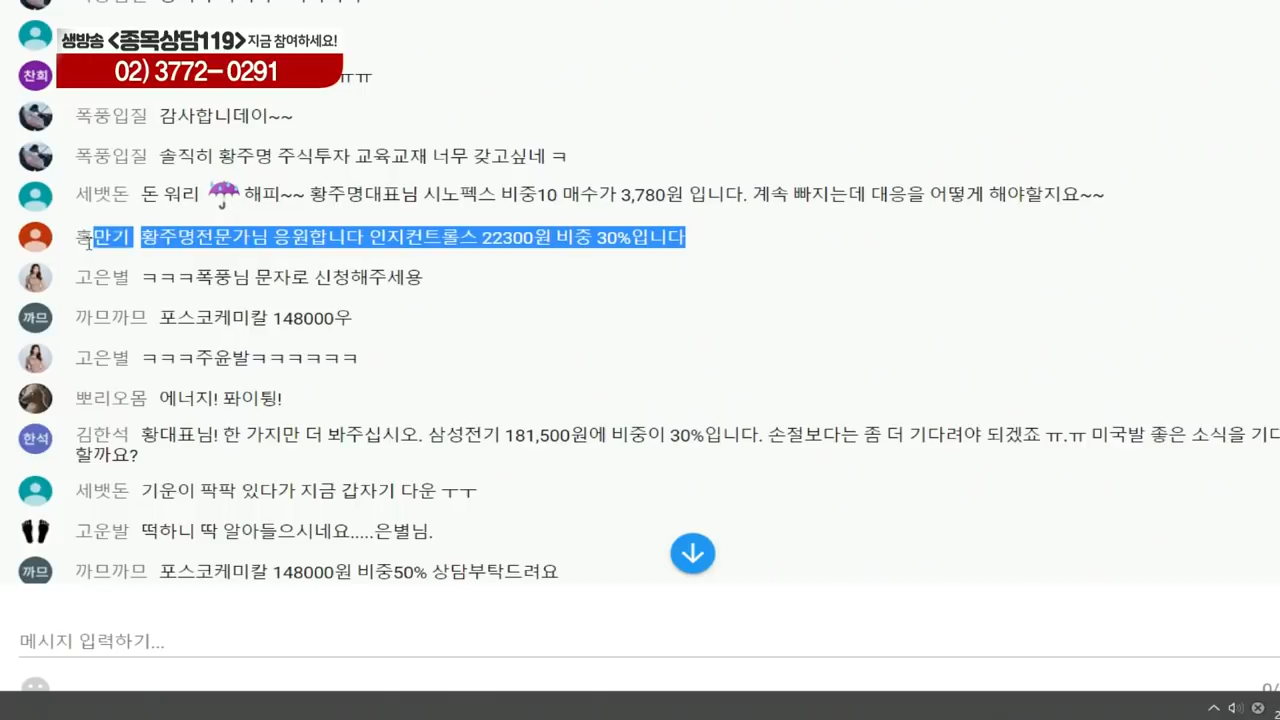 생방송 <종목상담119> 지금 참여하세요!
02) 3772-0291
찬희 ㅠㅠ
폭풍입질 감사합니데이~~
폭풍입질 솔직히 황주명 주식투자 교육교재 너무 갖고싶네 ㅋ
세뱃돈 돈 워리 해피~~ 황주명대표님 시노펙스 비중10 매수가 3,780원 입니다. 계속 빠지는데 대응을 어떻게 해야할지요~~
홍만기 황주명전문가님 응원합니다 인지컨트롤스 22300원 비중 30%입니다
고은별 ㅋㅋㅋ폭풍님 문자로 신청해주세용
까므 까므까므 포스코케미칼 148000우
고은별 ㅋㅋㅋ주윤발ㅋㅋㅋㅋㅋㅋ
뽀리오몸 에너지! 퐈이튕!
한석 김한석 황대표님! 한 가지만 더 봐주십시오. 삼성전기 181,500원에 비중이 30%입니다. 손절보다는 좀 더 기다려야 되겠죠 ㅠ.ㅠ 미국발 좋은 소식을 기다
할까요?
세뱃돈 기운이 팍팍 있다가 지금 갑자기 다운 ㅜㅜ
고운발 떡하니 딱 알아들으시네요.....은별님.
까므 까므까므 포스코케미칼 148000원 비중50% 상담부탁드려요
메시지 입력하기...